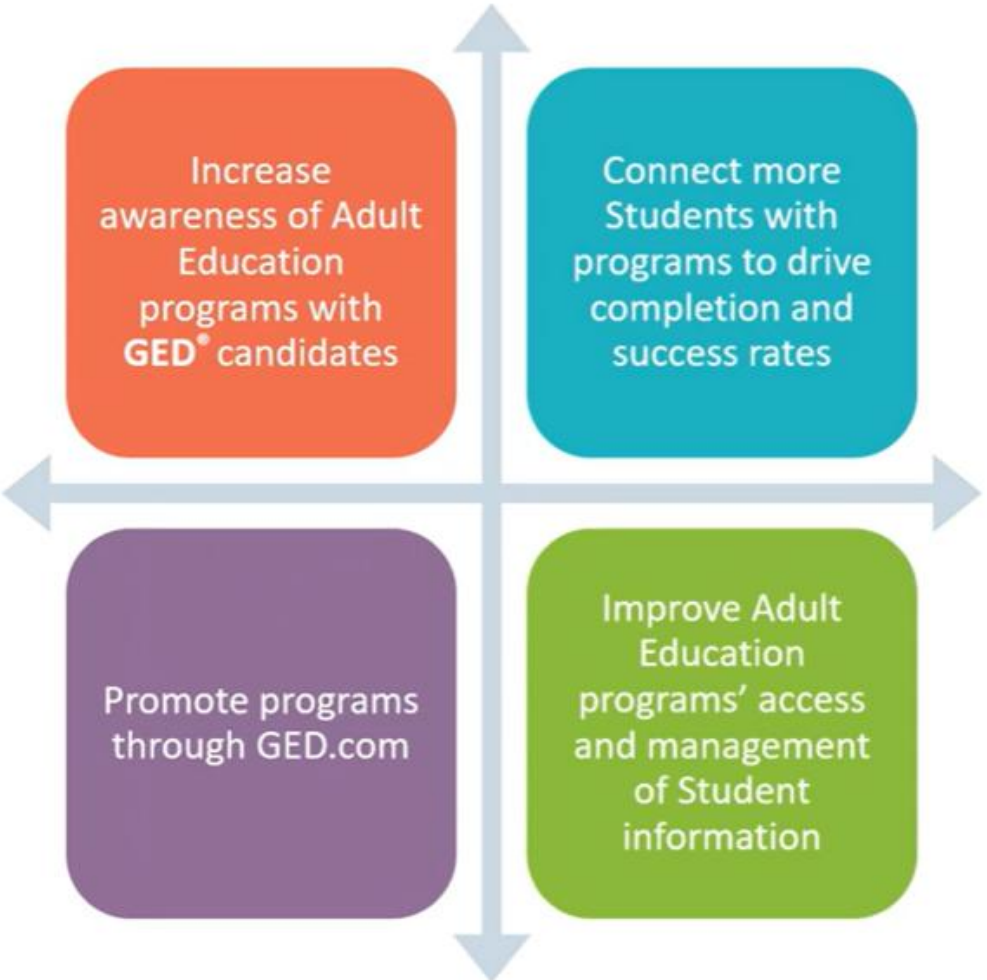 Increase
awareness of Adult
Education
programs with
GED® candidates
Connect more
Students with
programs to drive
completion and
success rates
Promote programs
through GED.com
Improve Adult
Education
programs’ access
and management
of Student
information